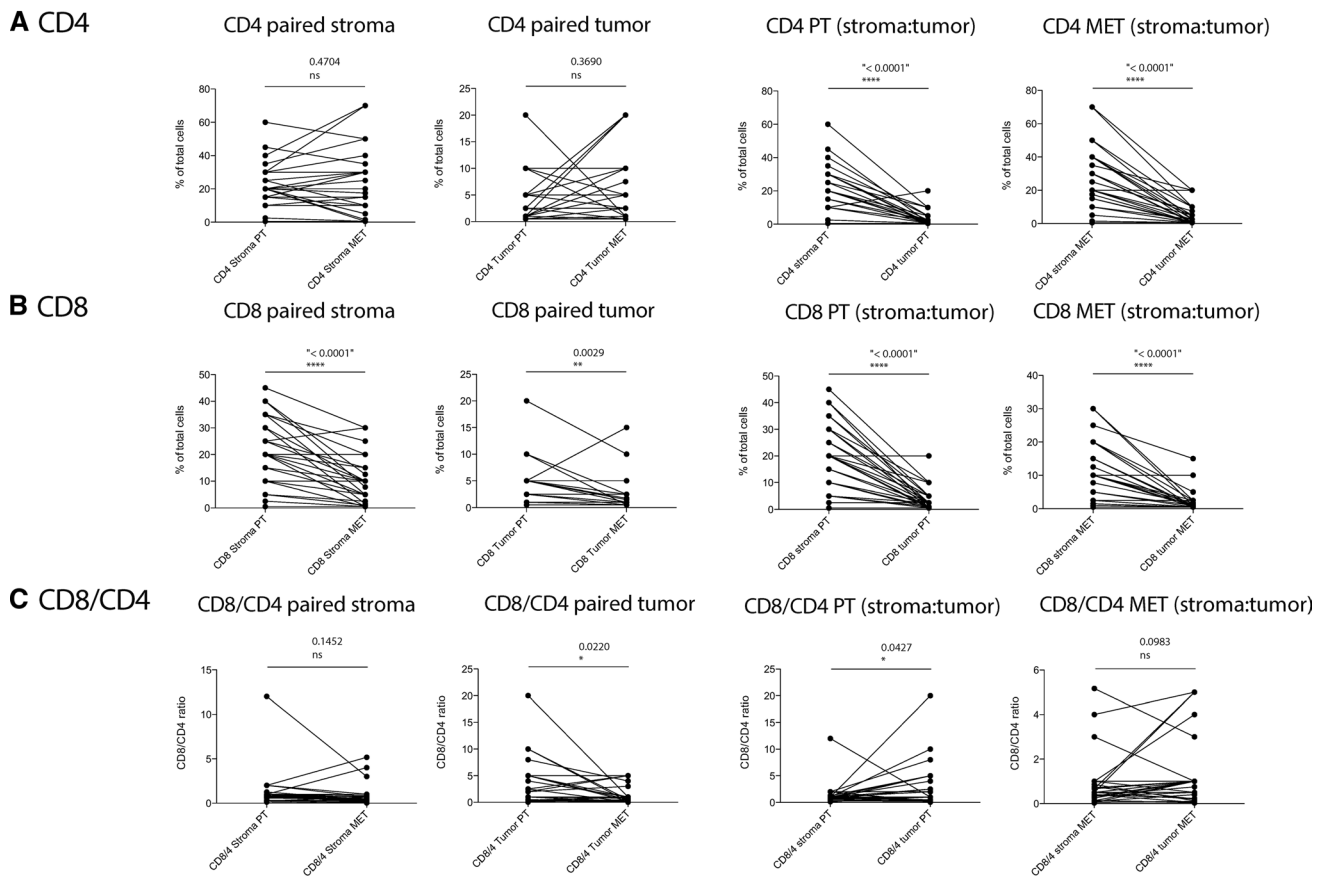 A CD4
CD4 paired stroma
0.4704
ns
% of total cells
80
60
40
20
0
CD4 Stroma PT
CD4 Stroma MET
CD4 paired tumor
0.3690
ns
% of total cells
25
20
15
10
5
0
CD4 Tumor PT
CD4 Tumor MET
CD4 PT (stroma:tumor)
"< 0.0001"
****
% of total cells
80
60
40
20
0
CD4 stroma PT
CD4 tumor PT
CD4 MET (stroma:tumor)
"< 0.0001"
****
% of total cells
80
60
40
20
0
CD4 stroma MET
CD4 tumor MET
B CD8
CD8 paired stroma
"< 0.0001"
****
% of total cells
50
40
30
20
10
0
CD8 Stroma PT
CD8 Stroma MET
CD8 paired tumor
0.0029
**
% of total cells
25
20
15
10
5
0
CD8 Tumor PT
CD8 Tumor MET
CD8 PT (stroma:tumor)
"< 0.0001"
****
% of total cells
50
40
30
20
10
0
CD8 stroma PT
CD8 tumor PT
CD8 MET (stroma:tumor)
"< 0.0001"
****
% of total cells
40
30
20
10
0
CD8 stroma MET
CD8 tumor MET
C CD8/CD4
CD8/CD4 paired stroma
0.1452
ns
CD8/CD4 ratio
15
10
5
0
CD8/4 Stroma PT
CD8/4 Stroma MET
CD8/CD4 paired tumor
0.0220
*
CD8/CD4 ratio
25
20
15
10
5
0
CD8/4 Tumor PT
CD8/4 Tumor MET
CD8/CD4 PT (stroma:tumor)
0.0427
*
CD8/CD4 ratio
25
20
15
10
5
0
CD8/4 stroma PT
CD8/4 tumor PT
CD8/CD4 MET (stroma:tumor)
0.0983
ns
CD8/CD4 ratio
6
4
2
0
CD8/4 stroma MET
CD8/4 tumor MET